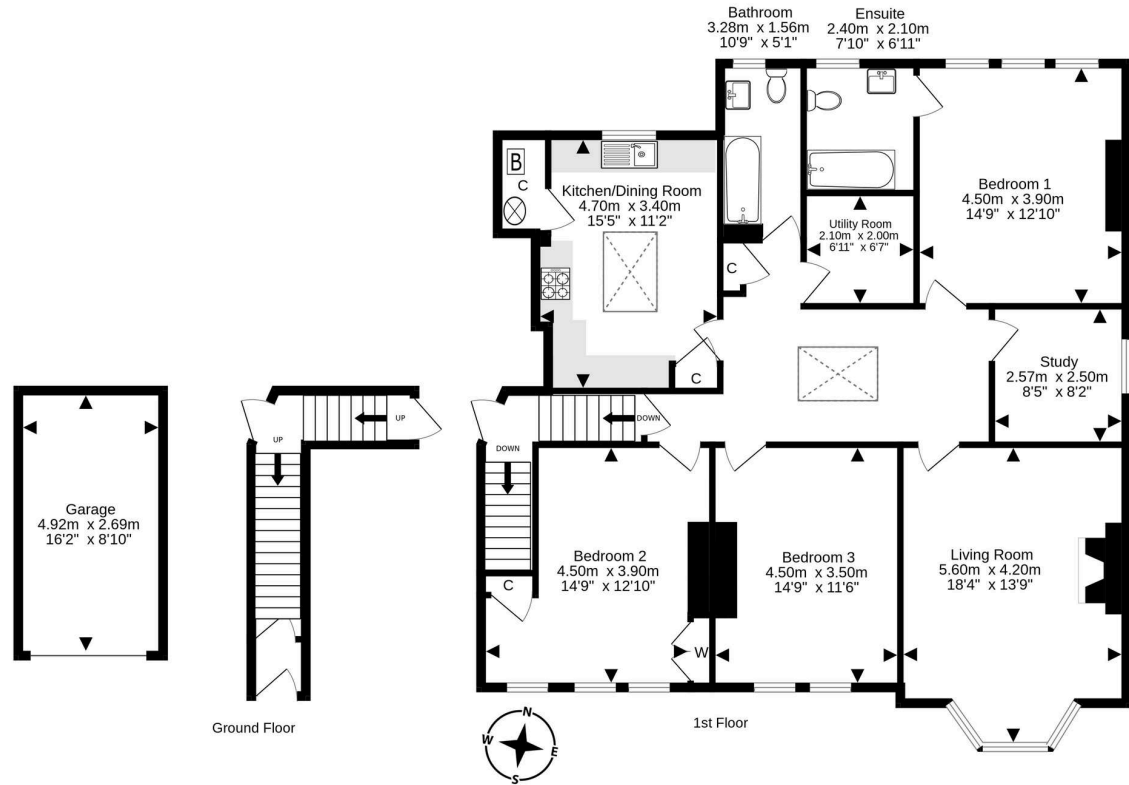 Bathroom
3.28m x 1.56m
10'9" x 5'1"
Ensuite
2.40m x 2.10m
7'10" x 6'11"
B
C
Kitchen/Dining Room
4.70m x 3.40m
15'5" x 11'2"
Bedroom 1
4.50m x 3.90m
14'9" x 12'10"
Utility Room
2.10m x 2.00m
6'11" x 6'7"
C
C
Study
2.57m x 2.50m
8'5" x 8'2"
UP
UP
DOWN
DOWN
Garage
4.92m x 2.69m
16'2" x 8'10"
Bedroom 2
4.50m x 3.90m
14'9" x 12'10"
C
W
Bedroom 3
4.50m x 3.50m
14'9" x 11'6"
Living Room
5.60m x 4.20m
18'4" x 13'9"
Ground Floor
N
W
E
S
1st Floor